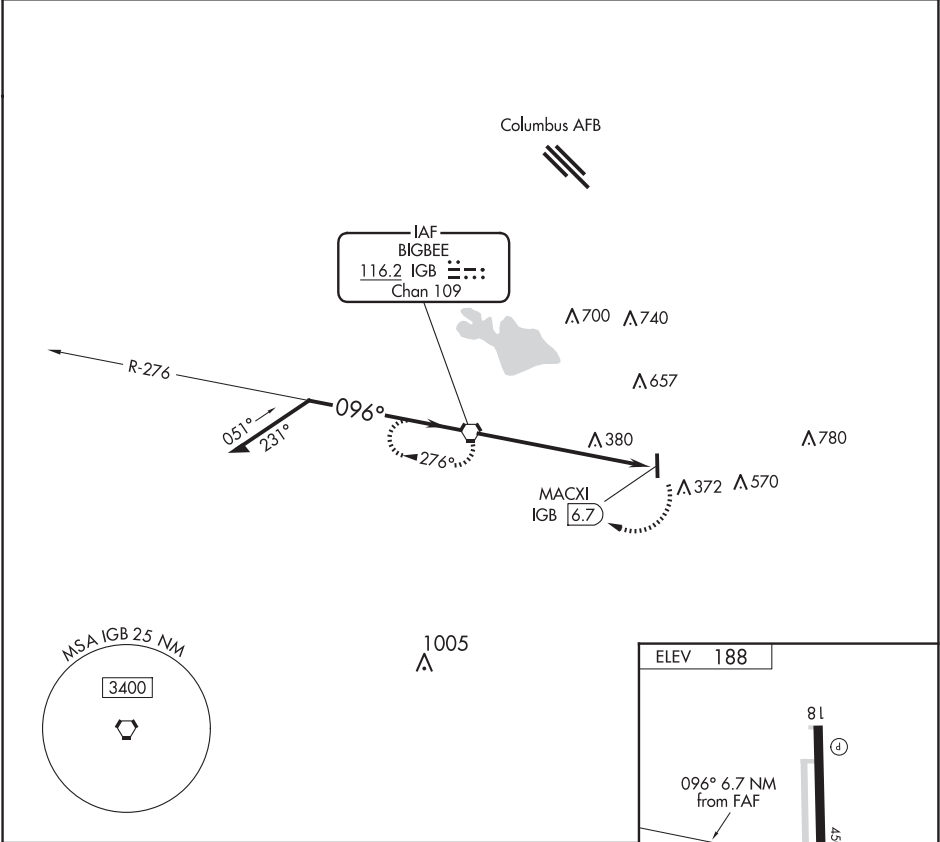 Columbus AFB
IAF
BIGBEE
116.2 IGB
Chan 109
700
740
R-276
657
096°
051°
231°
276°
380
780
MACXI
IGB 6.7
372
570
MSA IGB 25 NM
3400
1005
ELEV 188
18
P
096° 6.7 NM
from FAF
45